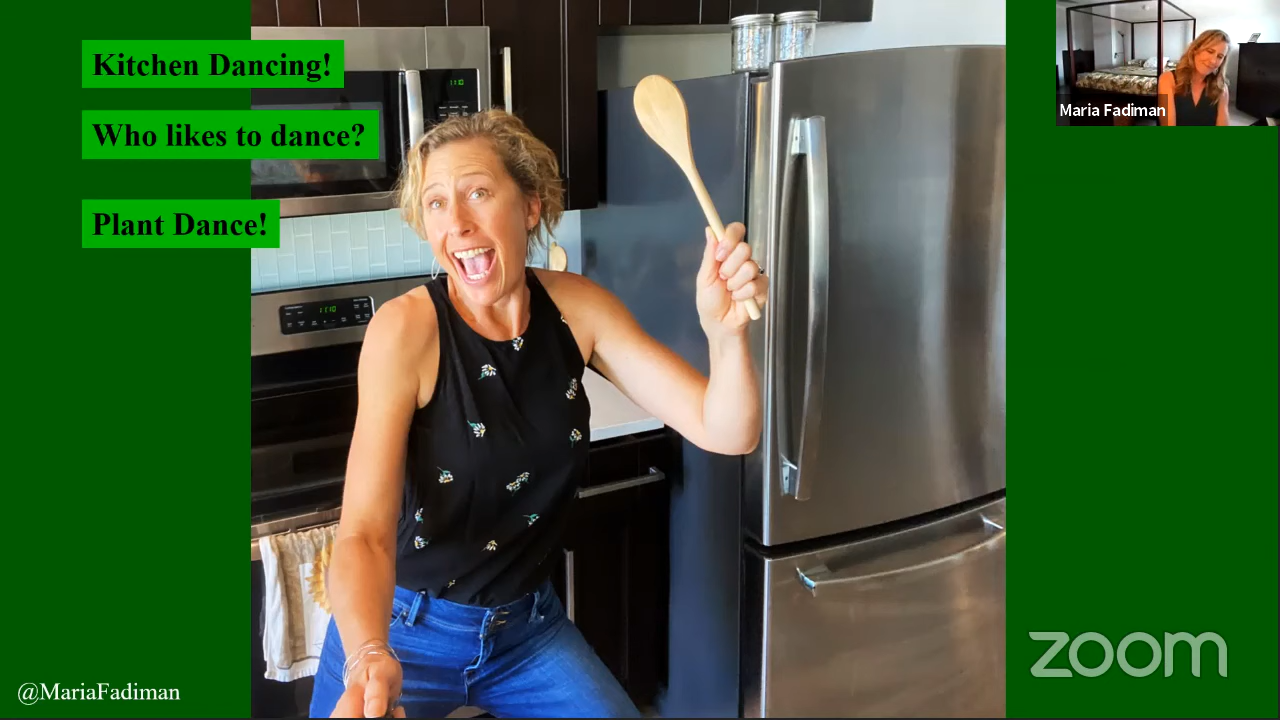 Kitchen Dancing!
Who likes to dance?
Plant Dance!
Maria Fadiman
@MariaFadiman
zoom